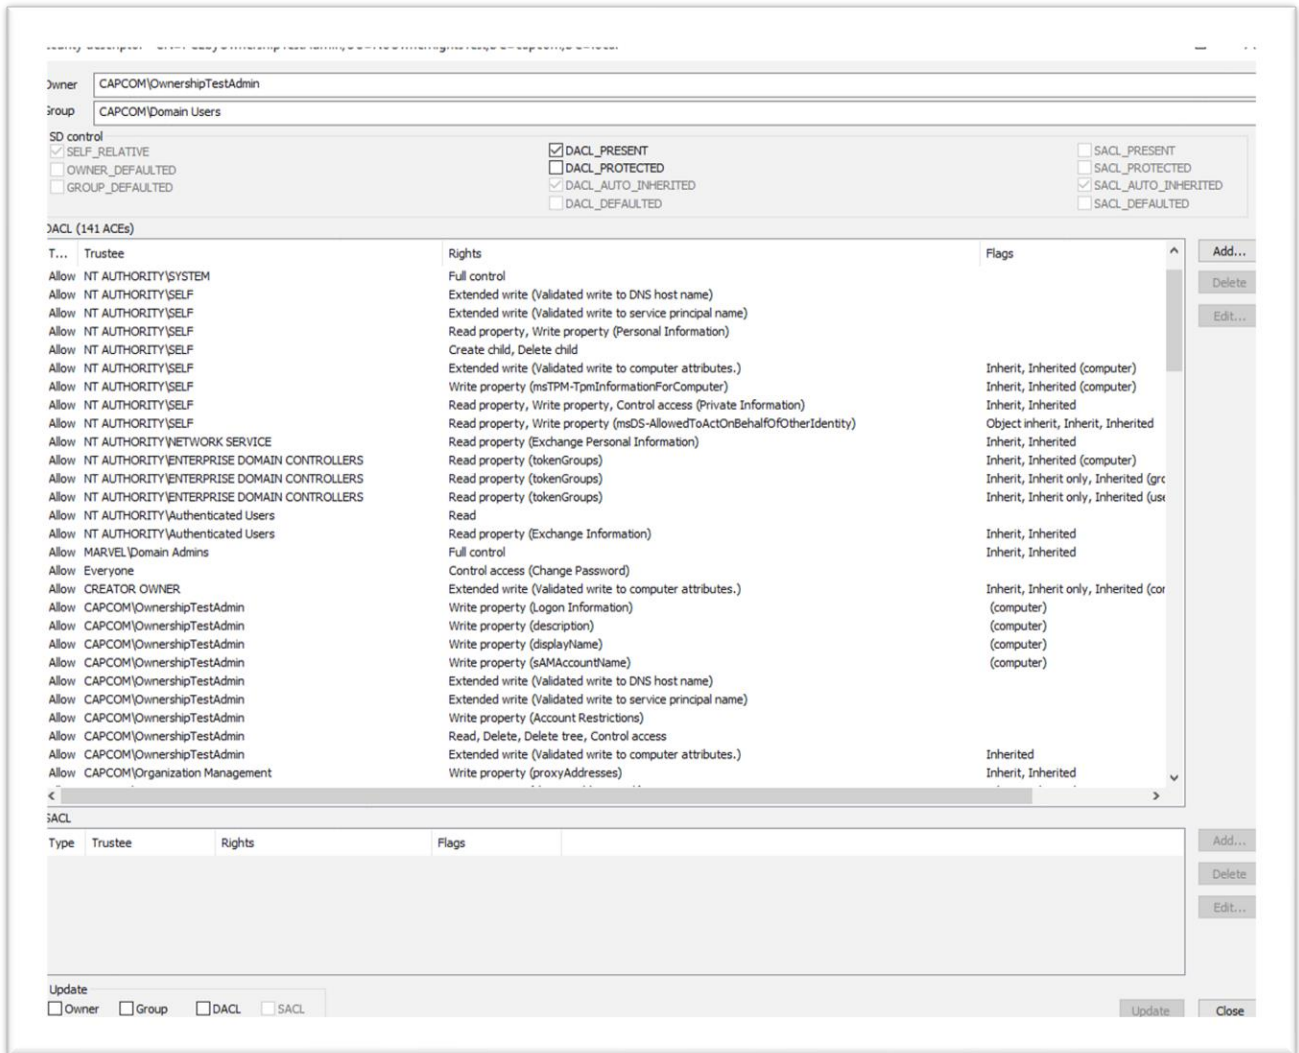 Owner CAPCOM\OwnershipTestAdmin
Group CAPCOM\Domain Users
SD control
SELF_RELATIVE DACL_PRESENT SACL_PRESENT
OWNER_DEFAULTED DACL_PROTECTED SACL_PROTECTED
GROUP_DEFAULTED DACL_AUTO_INHERITED SACL_AUTO_INHERITED
DACL_DEFAULTED SACL_DEFAULTED
DACL (141 ACEs)
T... Trustee Rights Flags Add...
Allow NT AUTHORITY\SYSTEM Full control
Delete
Allow NT AUTHORITY\SELF Extended write (Validated write to DNS host name)
Allow NT AUTHORITY\SELF Extended write (Validated write to service principal name)
Edit...
Allow NT AUTHORITY\SELF Read property, Write property (Personal Information)
Allow NT AUTHORITY\SELF Create child, Delete child
Allow NT AUTHORITY\SELF Extended write (Validated write to computer attributes.) Inherit, Inherited (computer)
Allow NT AUTHORITY\SELF Write property (msTPM-TpmInformationForComputer) Inherit, Inherited (computer)
Allow NT AUTHORITY\SELF Read property, Write property, Control access (Private Information) Inherit, Inherited
Allow NT AUTHORITY\SELF Read property, Write property (msDS-AllowedToActOnBehalfOfOtherIdentity) Object inherit, Inherit, Inherited
Allow NT AUTHORITY\NETWORK SERVICE Read property (Exchange Personal Information) Inherit, Inherited
Allow NT AUTHORITY\ENTERPRISE DOMAIN CONTROLLERS Read property (tokenGroups) Inherit, Inherited (computer)
Allow NT AUTHORITY\ENTERPRISE DOMAIN CONTROLLERS Read property (tokenGroups) Inherit, Inherit only, Inherited (gro
Allow NT AUTHORITY\ENTERPRISE DOMAIN CONTROLLERS Read property (tokenGroups) Inherit, Inherit only, Inherited (use
Allow NT AUTHORITY\Authenticated Users Read
Allow NT AUTHORITY\Authenticated Users Read property (Exchange Information) Inherit, Inherited
Allow MARVEL\Domain Admins Full control Inherit, Inherited
Allow Everyone Control access (Change Password)
Allow CREATOR OWNER Extended write (Validated write to computer attributes.) Inherit, Inherit only, Inherited (cor
Allow CAPCOM\OwnershipTestAdmin Write property (Logon Information) (computer)
Allow CAPCOM\OwnershipTestAdmin Write property (description) (computer)
Allow CAPCOM\OwnershipTestAdmin Write property (displayName) (computer)
Allow CAPCOM\OwnershipTestAdmin Write property (sAMAccountName) (computer)
Allow CAPCOM\OwnershipTestAdmin Extended write (Validated write to DNS host name)
Allow CAPCOM\OwnershipTestAdmin Extended write (Validated write to service principal name)
Allow CAPCOM\OwnershipTestAdmin Write property (Account Restrictions)
Allow CAPCOM\OwnershipTestAdmin Read, Delete, Delete tree, Control access
Allow CAPCOM\OwnershipTestAdmin Extended write (Validated write to computer attributes.) Inherited
Allow CAPCOM\Organization Management Write property (proxyAddresses) Inherit, Inherited
SACL
Type Trustee Rights Flags Add...
Delete
Edit...
Update
Owner Group DACL SACL Update Close